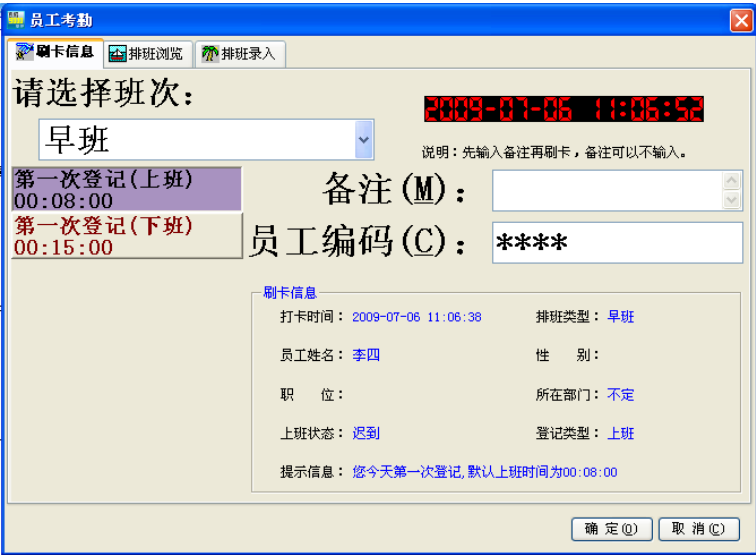 员工考勤
刷卡信息 排班浏览 排班录入
请选择班次：
2009-07-06 11:06:52
早班
说明：先输入备注再刷卡，备注可以不输入。
第一次登记(上班)
00:08:00
备注(M)：
第一次登记(下班)
00:15:00
员工编码(C)： ****
刷卡信息
打卡时间： 2009-07-06 11:06:38 排班类型： 早班
员工姓名： 李四 性 别：
职 位： 所在部门： 不定
上班状态： 迟到 登记类型： 上班
提示信息： 您今天第一次登记,默认上班时间为00:08:00
确 定(O) 取 消(C)